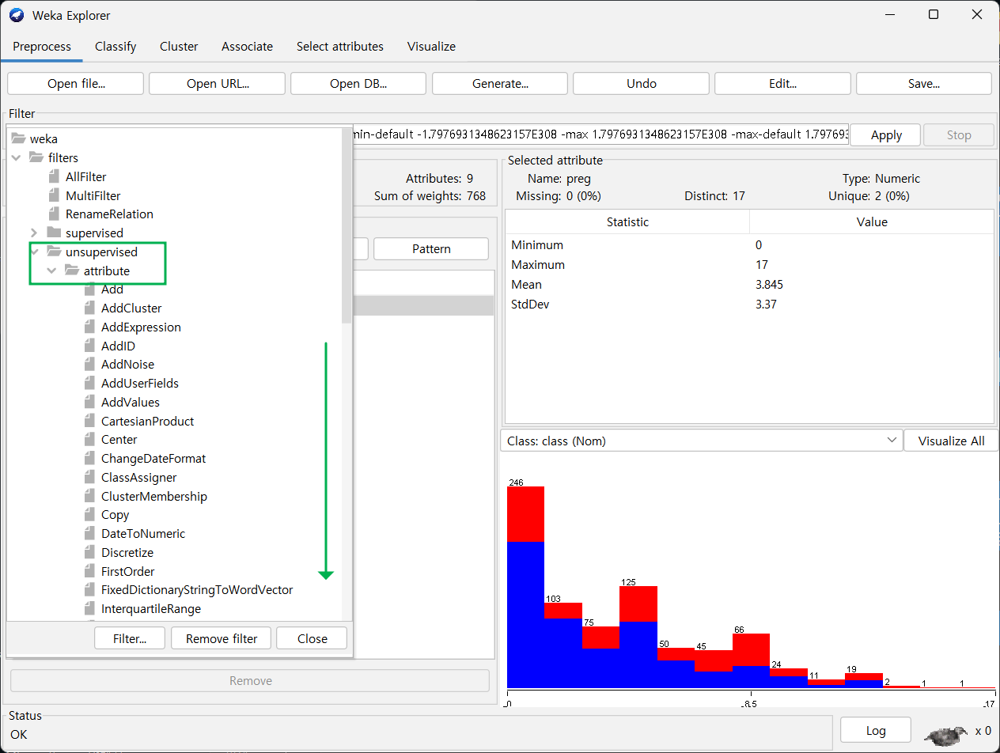 Weka Explorer
Preprocess Classify Cluster Associate Select attributes Visualize
Open file... Open URL... Open DB... Generate... Undo Edit... Save...
Filter
min-default -1.7976931348623157E308 -max 1.7976931348623157E308 -max-default 1.797693 Apply Stop
weka
filters
AllFilter
MultiFilter
RenameRelation
supervised
unsupervised
attribute
Add
AddCluster
AddExpression
AddID
AddNoise
AddUserFields
AddValues
CartesianProduct
Center
ChangeDateFormat
ClassAssigner
ClusterMembership
Copy
DateToNumeric
Discretize
FirstOrder
FixedDictionaryStringToWordVector
InterquartileRange
Filter... Remove filter Close
Attributes: 9
Sum of weights: 768
Pattern
Remove
Selected attribute
Name: preg Type: Numeric
Missing: 0 (0%) Distinct: 17 Unique: 2 (0%)
Statistic Value
Minimum 0
Maximum 17
Mean 3.845
StdDev 3.37
Class: class (Nom) Visualize All
246
103
75
125
50
45
66
24
11
19
2
1
1
0 8.5 17
Status
OK
Log x 0